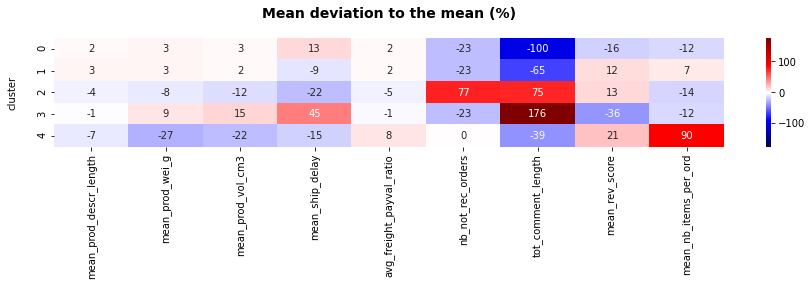 Mean deviation to the mean (%)
cluster
0 2 3 3 13 2 -23 -100 -16 -12
1 3 3 2 -9 2 -23 -65 12 7
2 -4 -8 -12 -22 -5 77 75 13 -14
3 -1 9 15 45 -1 -23 176 -36 -12
4 -7 -27 -22 -15 8 0 -39 21 90
mean_prod_descr_length
mean_prod_wei_g
mean_prod_vol_cm3
mean_ship_delay
avg_freight_payval_ratio
nb_not_rec_orders
tot_comment_length
mean_rev_score
mean_nb_items_per_ord
100
0
−100